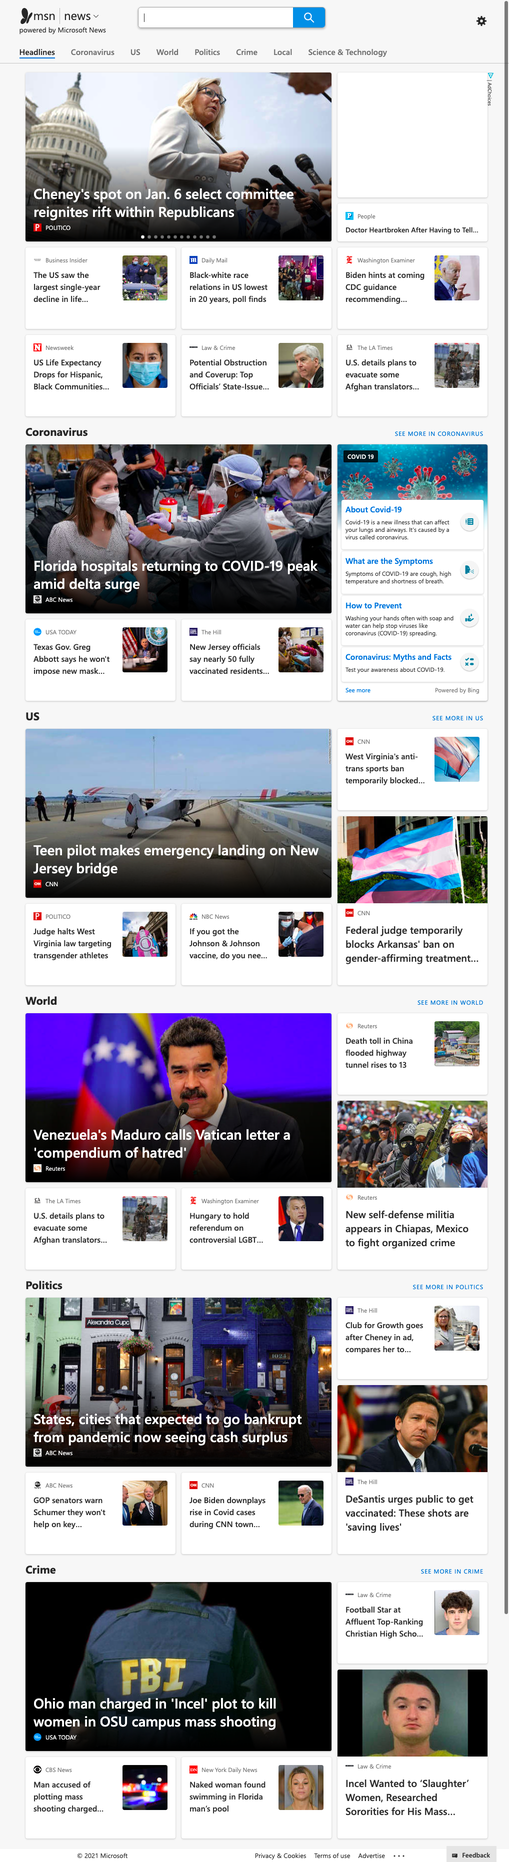 msn news
powered by Microsoft News
Headlines Coronavirus US World Politics Crime Local Science & Technology
Cheney's spot on Jan. 6 select committee
reignites rift within Republicans
POLITICO
AdChoices
People
Doctor Heartbroken After Having to Tell...
Business Insider
The US saw the
largest single-year
decline in life...
Daily Mail
Black-white race
relations in US lowest
in 20 years, poll finds
Washington Examiner
Biden hints at coming
CDC guidance
recommending...
Newsweek
US Life Expectancy
Drops for Hispanic,
Black Communities...
Law & Crime
Potential Obstruction
and Coverup: Top
Officials' State-Issue...
The LA Times
U.S. details plans to
evacuate some
Afghan translators...
Coronavirus
SEE MORE IN CORONAVIRUS
Florida hospitals returning to COVID-19 peak
amid delta surge
ABC News
COVID 19
About Covid-19
Covid-19 is a new illness that can affect
your lungs and airways. It's caused by a
virus called coronavirus.
What are the Symptoms
Symptoms of COVID-19 are cough, high
temperature and shortness of breath.
How to Prevent
Washing your hands often with soap and
water can help stop viruses like
coronavirus (COVID-19) spreading.
Coronavirus: Myths and Facts
Test your awareness about COVID-19.
See more
Powered by Bing
USA TODAY
Texas Gov. Greg
Abbott says he won't
impose new mask...
The Hill
New Jersey officials
say nearly 50 fully
vaccinated residents...
US
SEE MORE IN US
Teen pilot makes emergency landing on New
Jersey bridge
CNN
CNN
West Virginia's anti-
trans sports ban
temporarily blocked...
CNN
Federal judge temporarily
blocks Arkansas' ban on
gender-affirming treatment...
POLITICO
Judge halts West
Virginia law targeting
transgender athletes
NBC News
If you got the
Johnson & Johnson
vaccine, do you nee...
World
SEE MORE IN WORLD
Venezuela's Maduro calls Vatican letter a
'compendium of hatred'
Reuters
Reuters
Death toll in China
flooded highway
tunnel rises to 13
Reuters
New self-defense militia
appears in Chiapas, Mexico
to fight organized crime
The LA Times
U.S. details plans to
evacuate some
Afghan translators...
Washington Examiner
Hungary to hold
referendum on
controversial LGBT...
Politics
SEE MORE IN POLITICS
Alexandra Cupcake
States, cities that expected to go bankrupt
from pandemic now seeing cash surplus
ABC News
The Hill
Club for Growth goes
after Cheney in ad,
compares her to...
The Hill
DeSantis urges public to get
vaccinated: These shots are
'saving lives'
ABC News
GOP senators warn
Schumer they won't
help on key...
CNN
Joe Biden downplays
rise in Covid cases
during CNN town...
Crime
SEE MORE IN CRIME
FBI
Ohio man charged in 'Incel' plot to kill
women in OSU campus mass shooting
USA TODAY
Law & Crime
Football Star at
Affluent Top-Ranking
Christian High Scho...
Law & Crime
Incel Wanted to 'Slaughter'
Women, Researched
Sororities for His Mass...
CBS News
Man accused of
plotting mass
shooting charged...
New York Daily News
Naked woman found
swimming in Florida
man's pool
© 2021 Microsoft
Privacy & Cookies Terms of use Advertise ...
Feedback